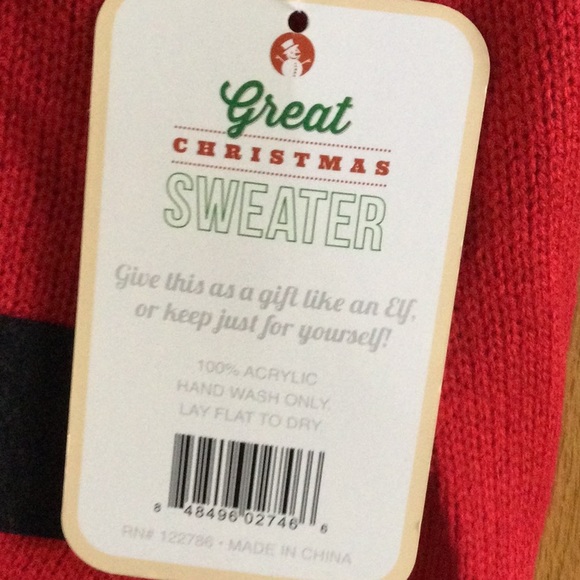 Great
CHRISTMAS
SWEATER
Give this as a gift like an Elf,
or keep just for yourself!
100% ACRYLIC
HAND WASH ONLY.
LAY FLAT TO DRY.
8 48496 02746 6
RN# 122786 • MADE IN CHINA